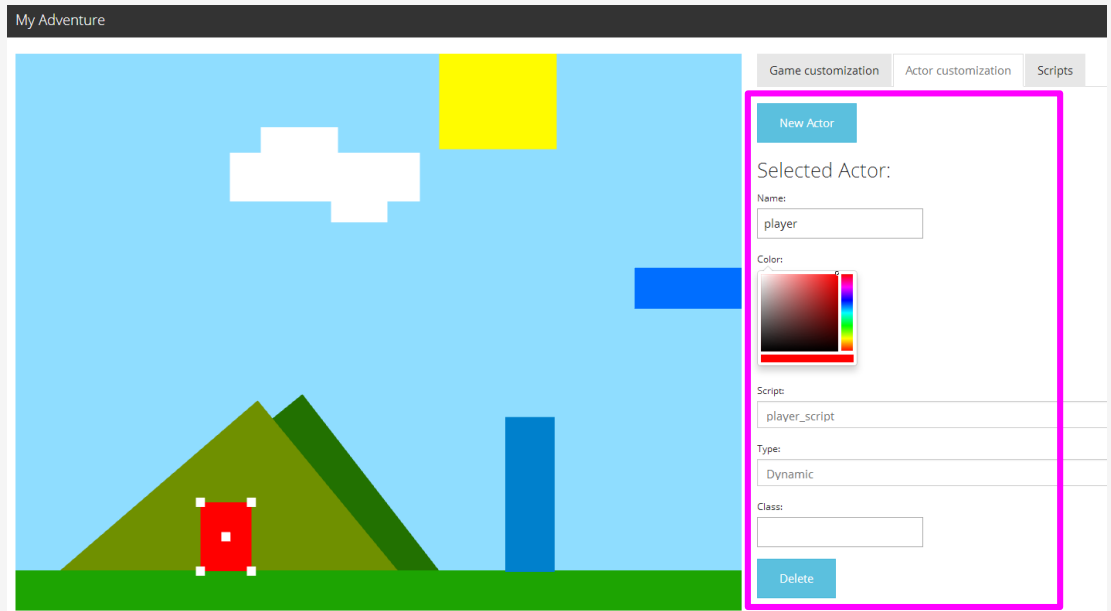 My Adventure
Game customization
Actor customization
Scripts
New Actor
Selected Actor:
Name:
player
Color:
Script:
player_script
Type:
Dynamic
Class:
Delete